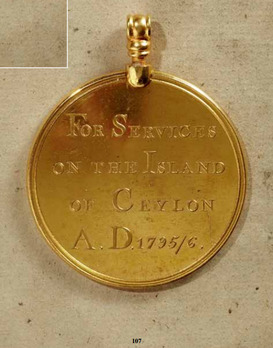 FOR SERVICES
ON THE ISLAND
OF CEYLON
A.D. 1795/6.
107